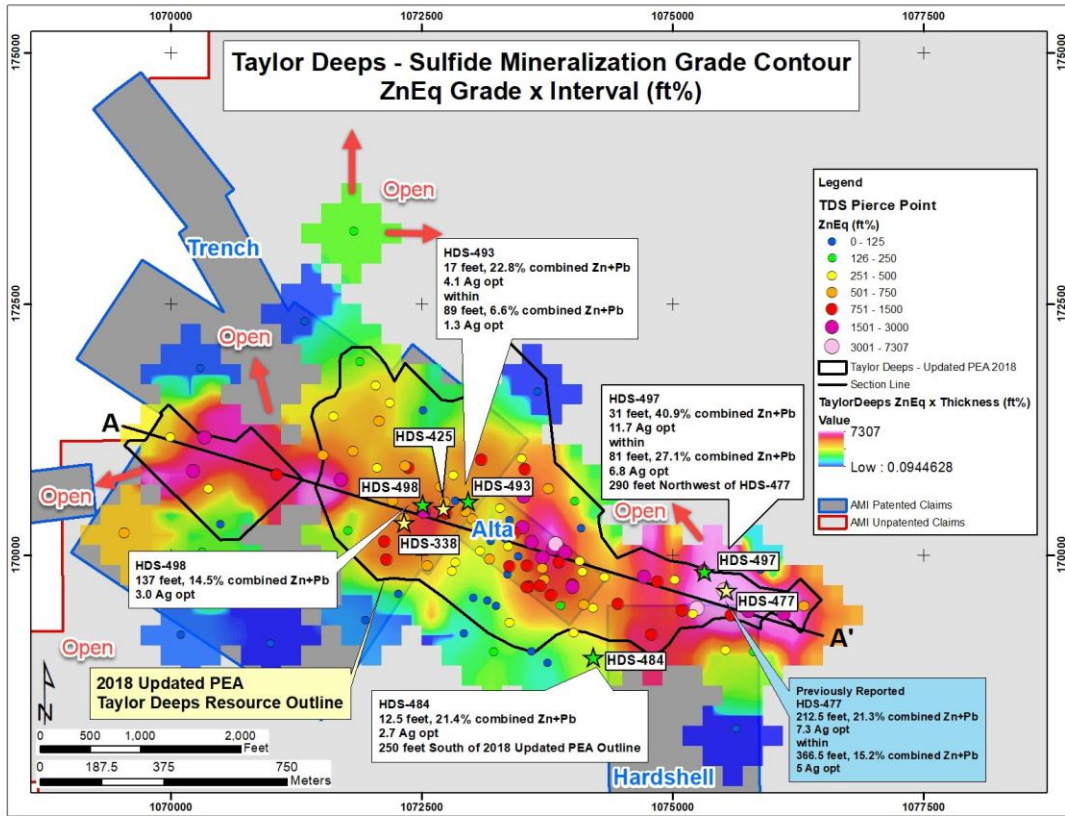 1070000
1072500
1075000
1077500
175000
175000
Taylor Deeps - Sulfide Mineralization Grade Contour
ZnEq Grade x Interval (ft%)
Open
Trench
Legend
TDS Pierce Point
ZnEq (ft%)
0 - 125
126 - 250
251 - 500
501 - 750
751 - 1500
1501 - 3000
3001 - 7307
Taylor Deeps - Updated PEA 2018
Section Line
TaylorDeeps ZnEq x Thickness (ft%)
Value
7307
Low : 0.0944628
AMI Patented Claims
AMI Unpatented Claims
HDS-493
17 feet, 22.8% combined Zn+Pb
4.1 Ag opt
within
89 feet, 6.6% combined Zn+Pb
1.3 Ag opt
172500
172500
Open
HDS-497
31 feet, 40.9% combined Zn+Pb
11.7 Ag opt
within
81 feet, 27.1% combined Zn+Pb
6.8 Ag opt
290 feet Northwest of HDS-477
A
HDS-425
HDS-498
HDS-493
Open
Open
Alta
HDS-338
170000
170000
HDS-497
HDS-477
HDS-498
137 feet, 14.5% combined Zn+Pb
3.0 Ag opt
A'
Open
HDS-484
2018 Updated PEA
Taylor Deeps Resource Outline
HDS-484
12.5 feet, 21.4% combined Zn+Pb
2.7 Ag opt
250 feet South of 2018 Updated PEA Outline
Previously Reported
HDS-477
212.5 feet, 21.3% combined Zn+Pb
7.3 Ag opt
within
366.5 feet, 15.2% combined Zn+Pb
5 Ag opt
N
0 500 1,000 2,000
Feet
0 187.5 375 750
Meters
Hardshell
1070000
1072500
1075000
1077500